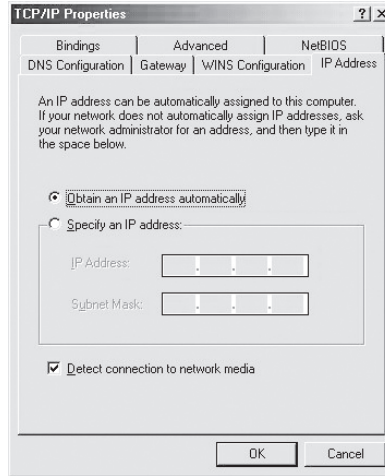 TCP/IP Properties
Bindings Advanced NetBIOS
DNS Configuration Gateway WINS Configuration IP Address
An IP address can be automatically assigned to this computer.
If your network does not automatically assign IP addresses, ask
your network administrator for an address, and then type it in
the space below.
Obtain an IP address automatically
Specify an IP address:
IP Address:
. . .
Subnet Mask:
. . .
Detect connection to network media
OK Cancel